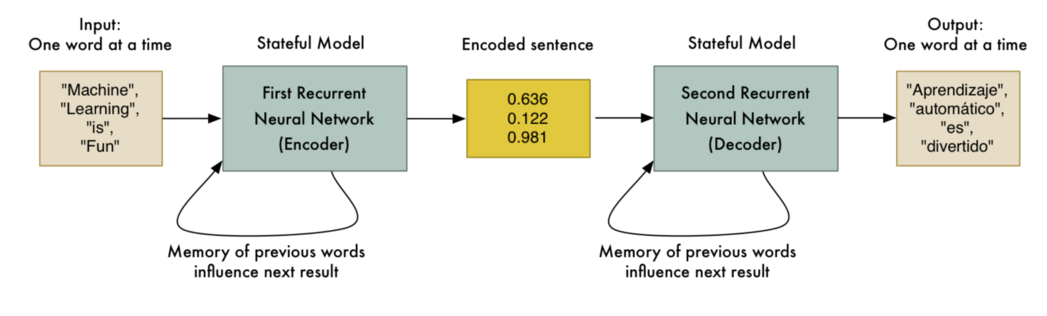 Input:
One word at a time
"Machine",
"Learning",
"is",
"Fun"
Stateful Model
First Recurrent
Neural Network
(Encoder)
Memory of previous words
influence next result
Encoded sentence
0.636
0.122
0.981
Stateful Model
Second Recurrent
Neural Network
(Decoder)
Memory of previous words
influence next result
Output:
One word at a time
"Aprendizaje",
"automático",
"es",
"divertido"